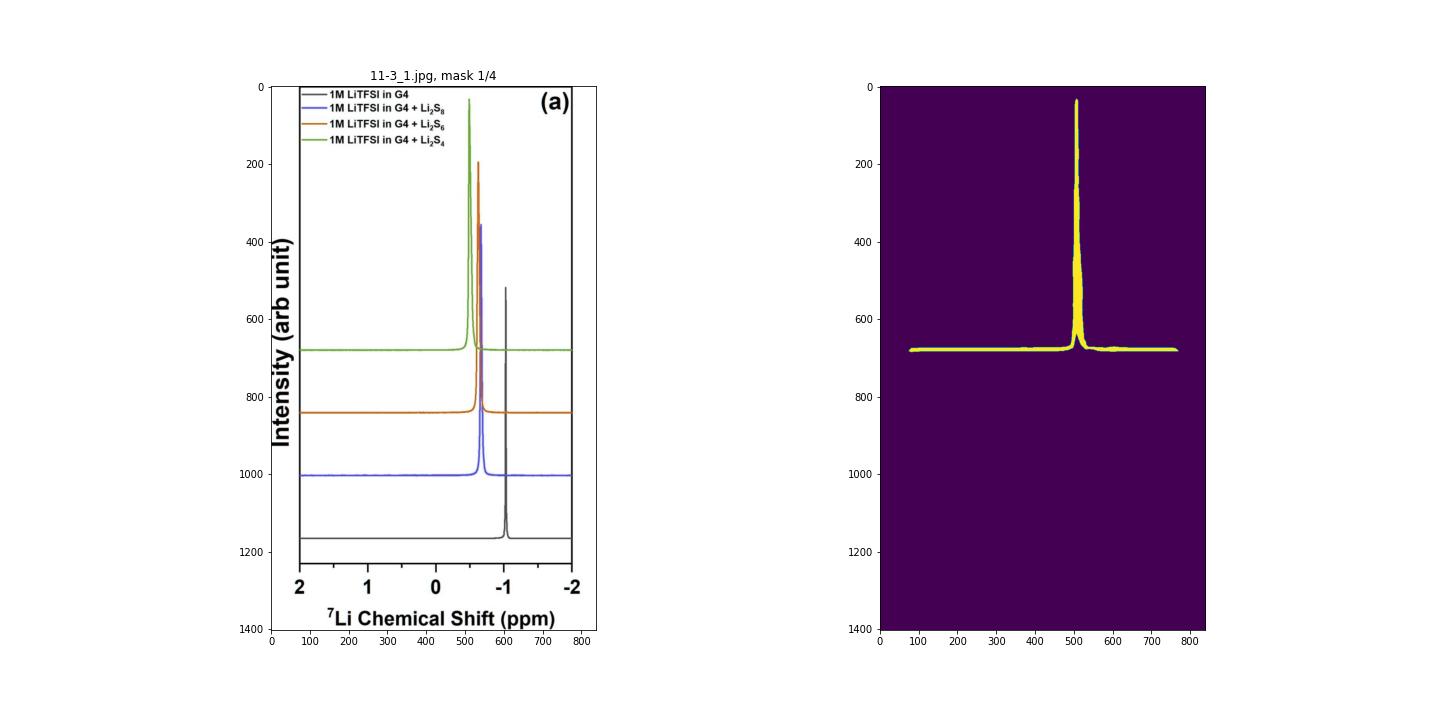 11-3_1.jpg, mask 1/4
1M LiTFSI in G4
1M LiTFSI in G4 + Li₂S₈
1M LiTFSI in G4 + Li₂S₆
1M LiTFSI in G4 + Li₂S₄
(a)
Intensity (arb unit)
0
200
400
600
800
1000
1200
1400
2 1 0 -1 -2
⁷Li Chemical Shift (ppm)
0 100 200 300 400 500 600 700 800
0
200
400
600
800
1000
1200
1400
0 100 200 300 400 500 600 700 800